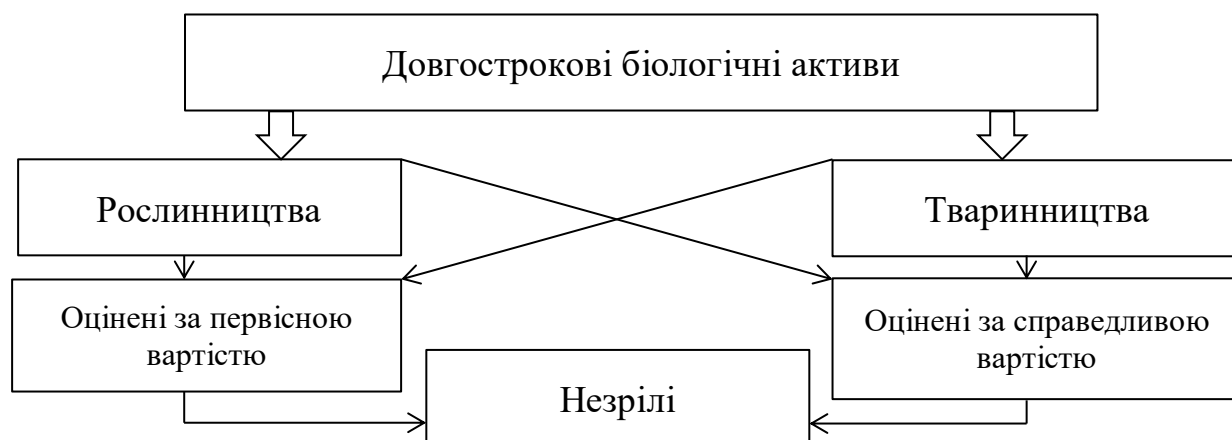 Довгострокові біологічні активи
Рослинництва
Тваринництва
Оцінені за первісною
вартістю
Оцінені за справедливою
вартістю
Незрілі